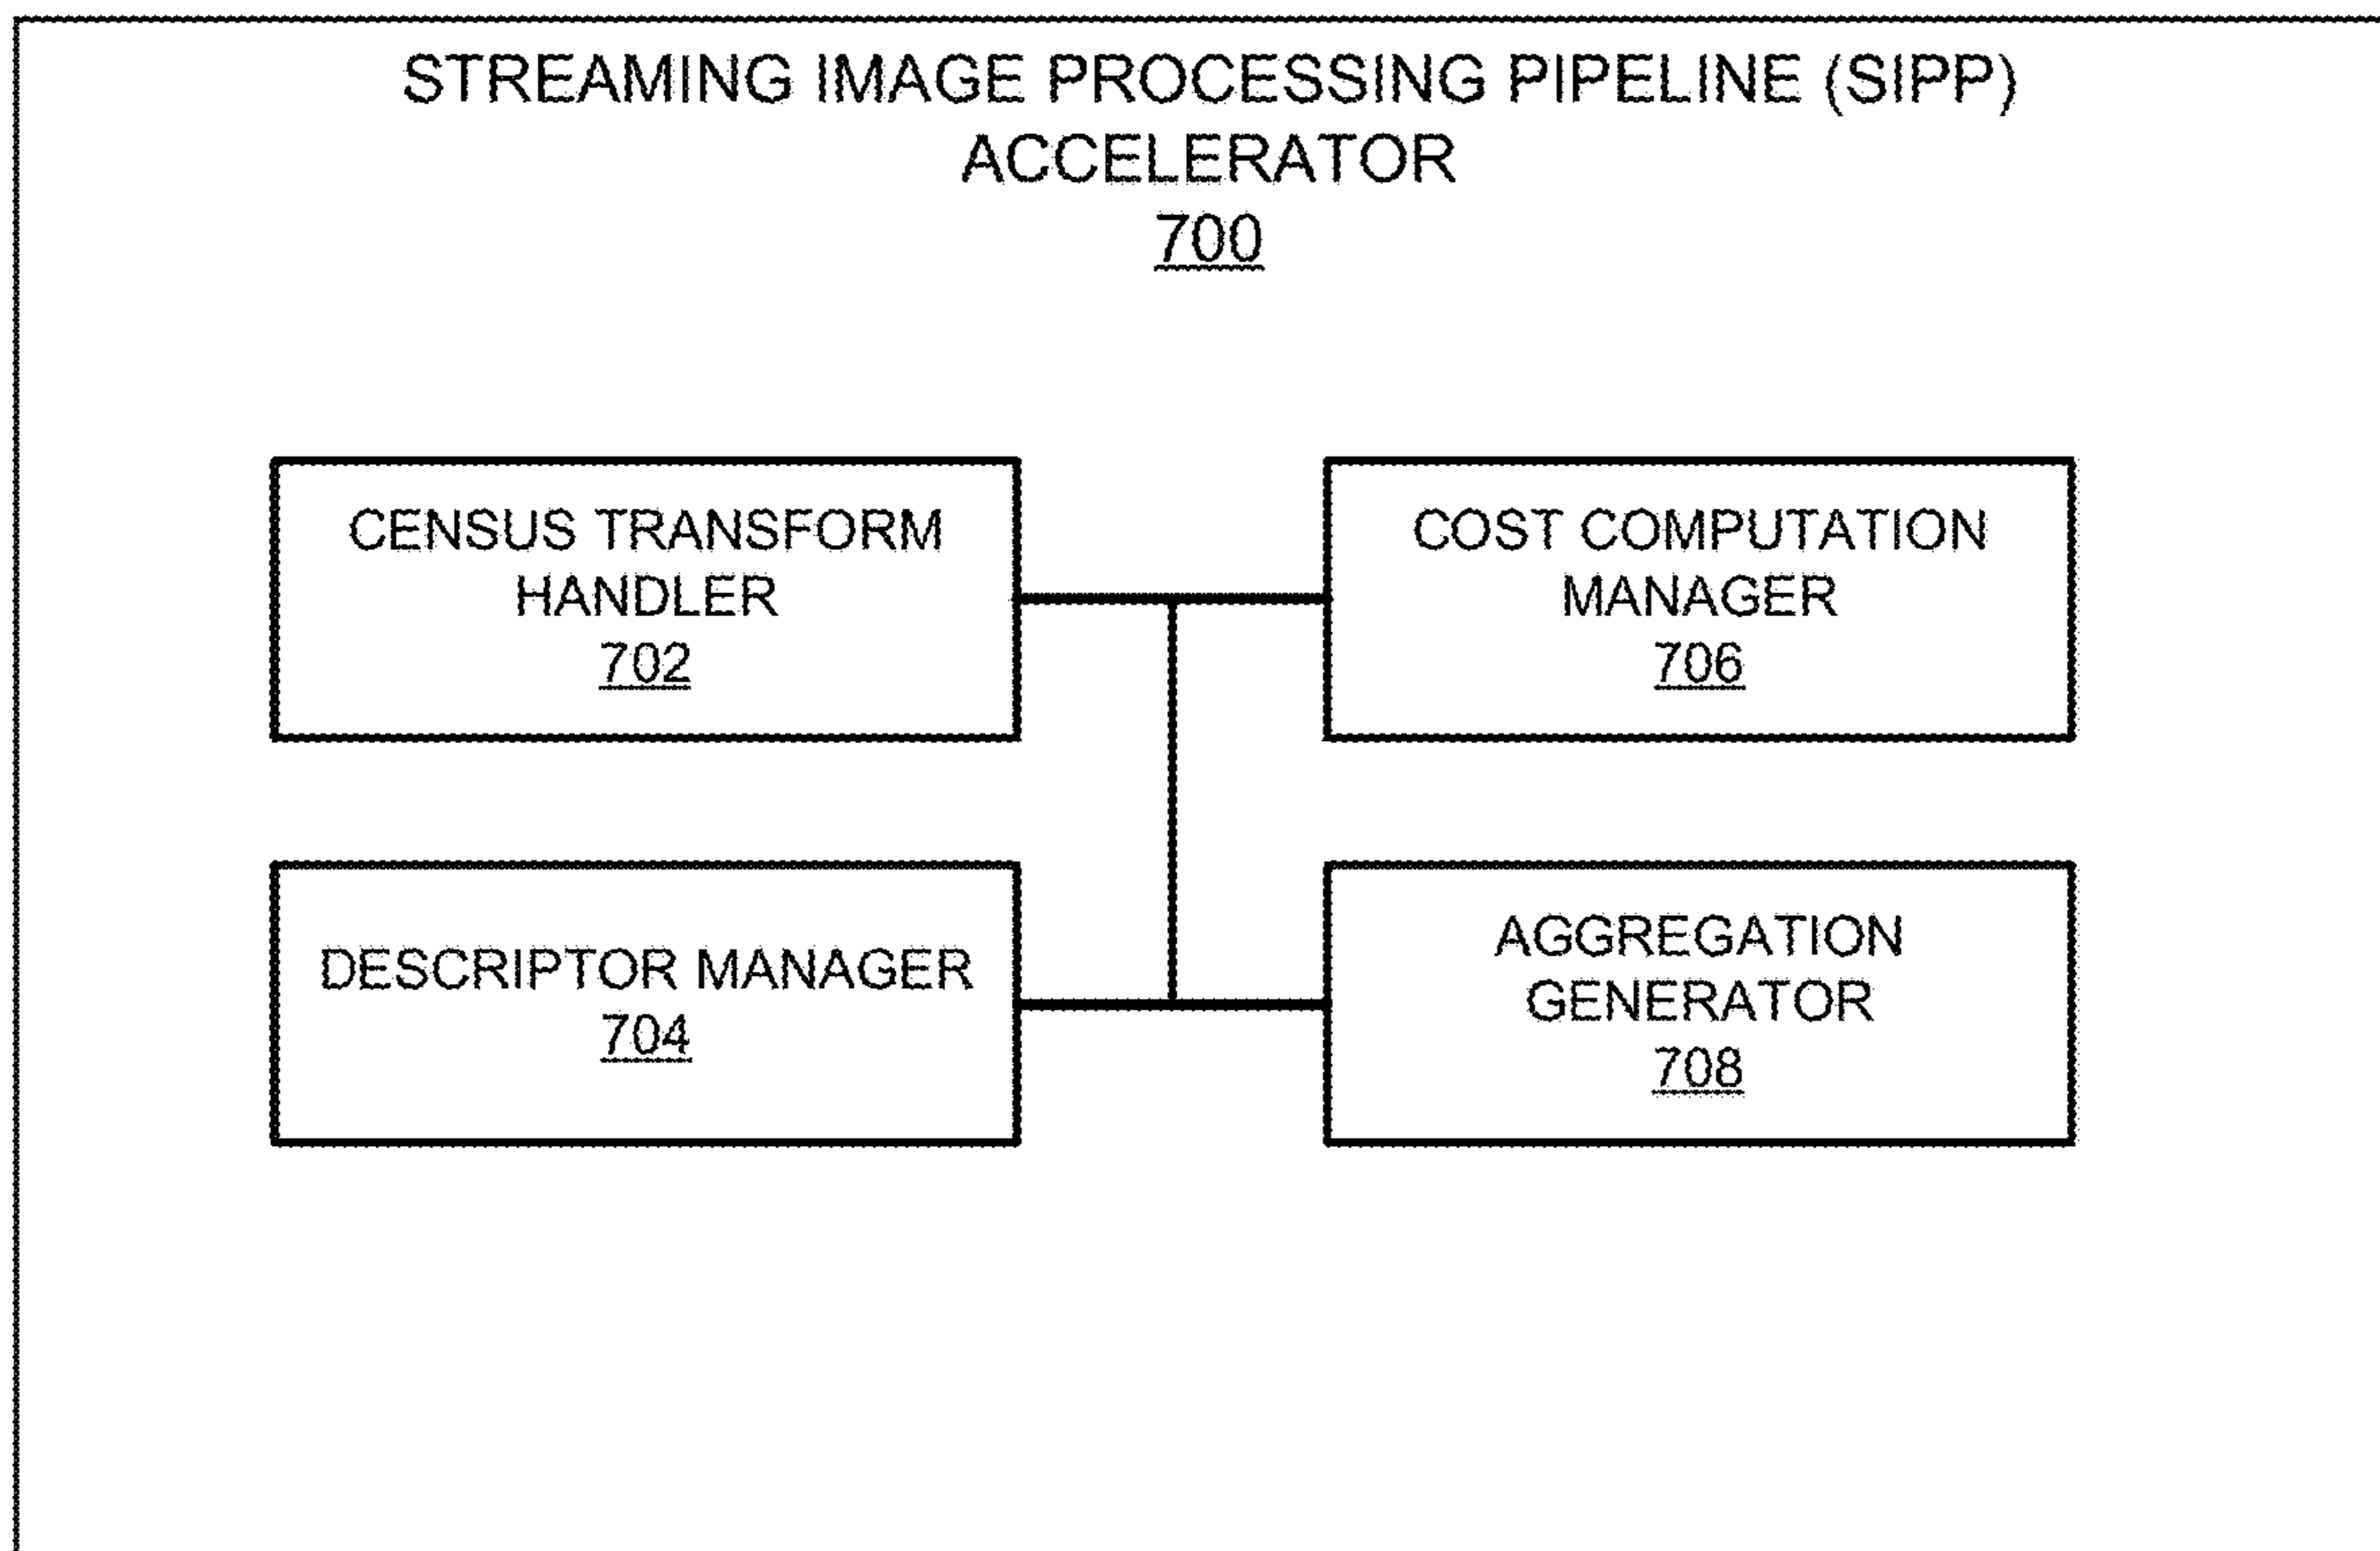 STREAMING IMAGE PROCESSING PIPELINE (SIPP)
ACCELERATOR
700
CENSUS TRANSFORM
HANDLER
702
COST COMPUTATION
MANAGER
706
DESCRIPTOR MANAGER
704
AGGREGATION
GENERATOR
708